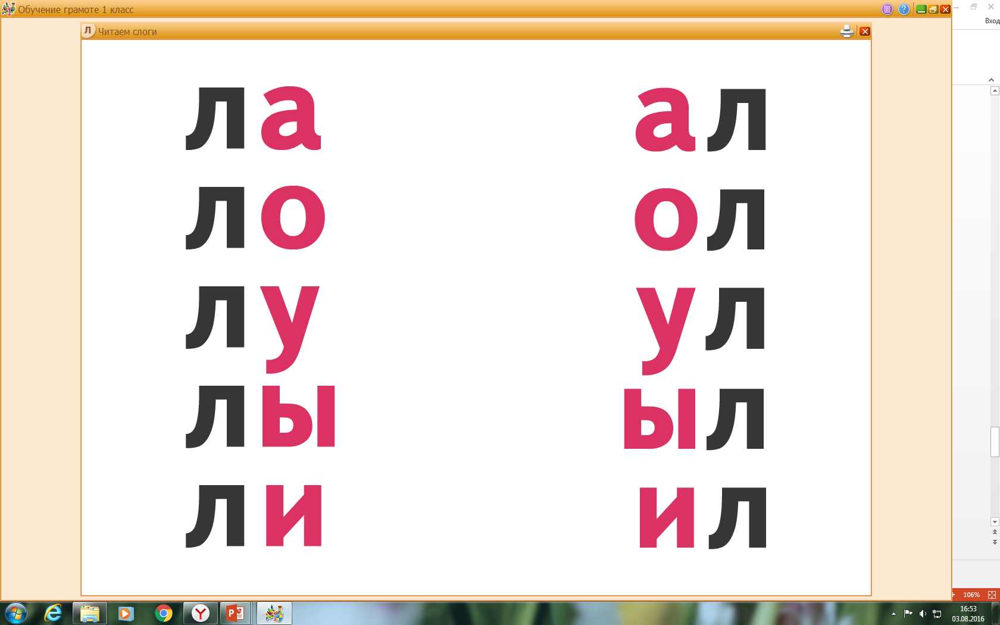 Обучение грамоте 1 класс
Вход
Л Читаем слоги
ла ал
ло ол
лу ул
лы ыл
ли ил
106%
16:53
03.08.2016